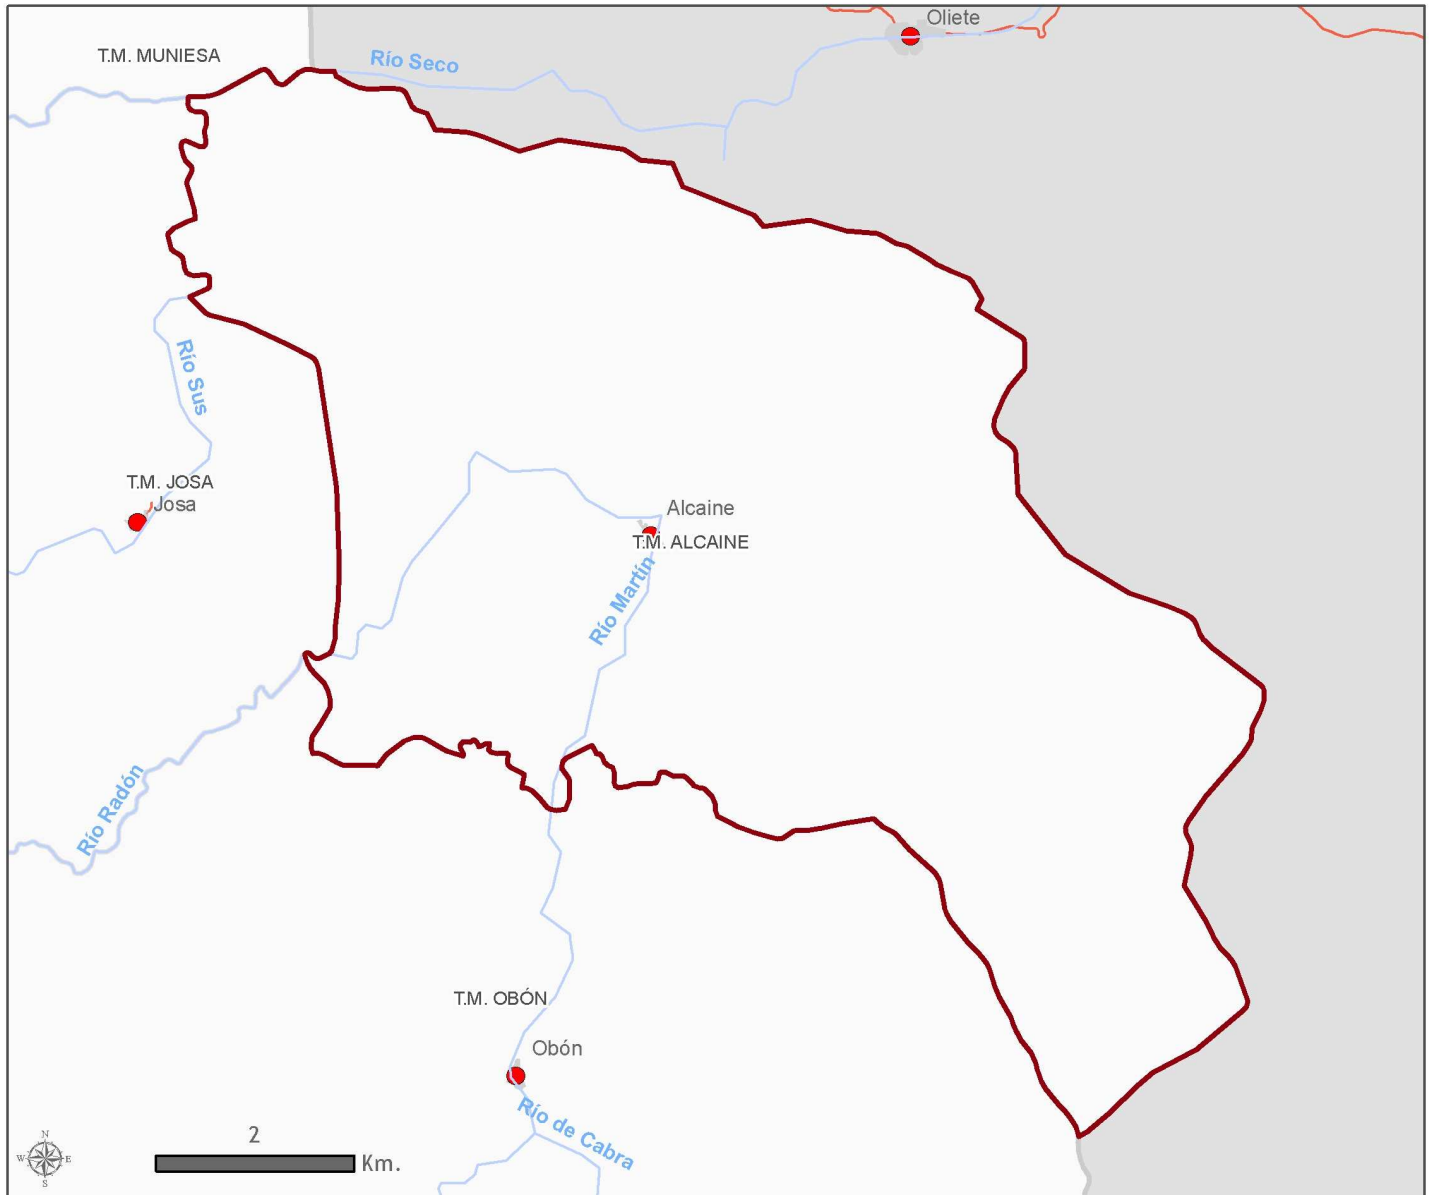 Oliete
T.M. MUNIESA
Río Seco
Río Sus
T.M. JOSA
Josa
Alcaine
T.M. ALCAINE
Río Martín
Río Radón
T.M. OBÓN
Obón
Río de Cabra
N
W E
S
2
Km.